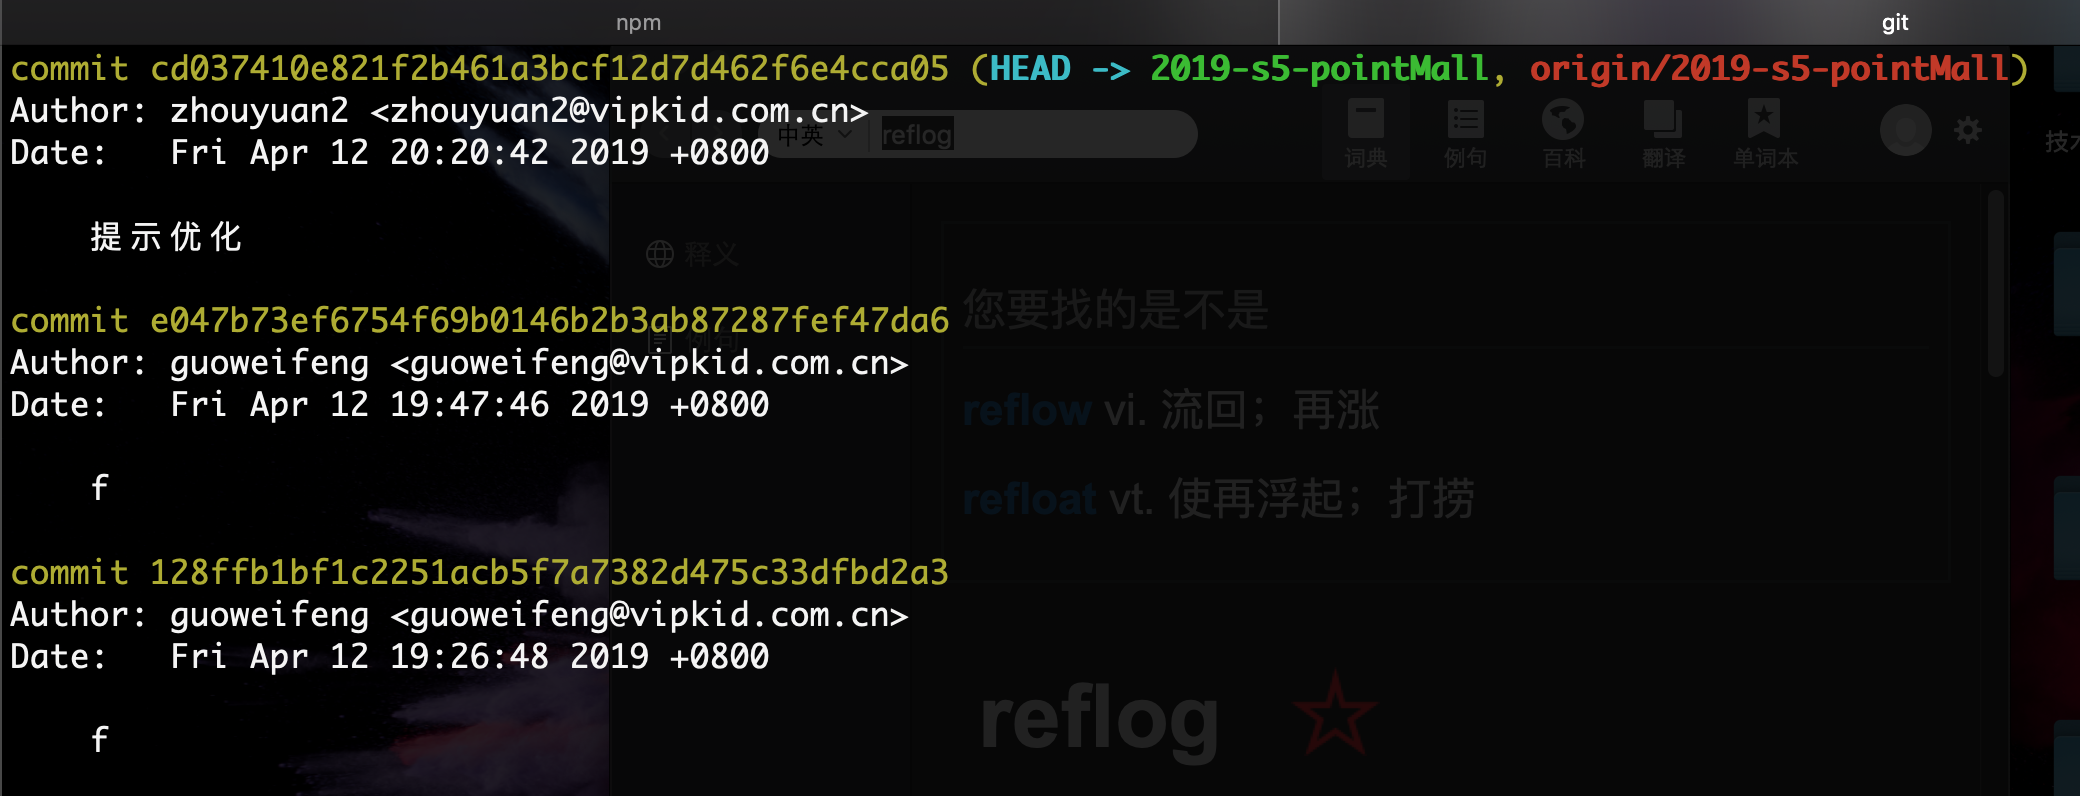 npm
git
commit cd037410e821f2b461a3bcf12d7d462f6e4cca05 (HEAD -> 2019-s5-pointMall, origin/2019-s5-pointMall)
Author: zhouyuan2 <zhouyuan2@vipkid.com.cn>
Date:   Fri Apr 12 20:20:42 2019 +0800
提示优化
commit e047b73ef6754f69b0146b2b3ab87287fef47da6
Author: guoweifeng <guoweifeng@vipkid.com.cn>
Date:   Fri Apr 12 19:47:46 2019 +0800
f
commit 128ffb1bf1c2251acb5f7a7382d475c33dfbd2a3
Author: guoweifeng <guoweifeng@vipkid.com.cn>
Date:   Fri Apr 12 19:26:48 2019 +0800
f
中英
reflog
词典
例句
百科
翻译
单词本
释义
例句
您要找的是不是
reflow vi. 流回；再涨
refloat vt. 使再浮起；打捞
reflog